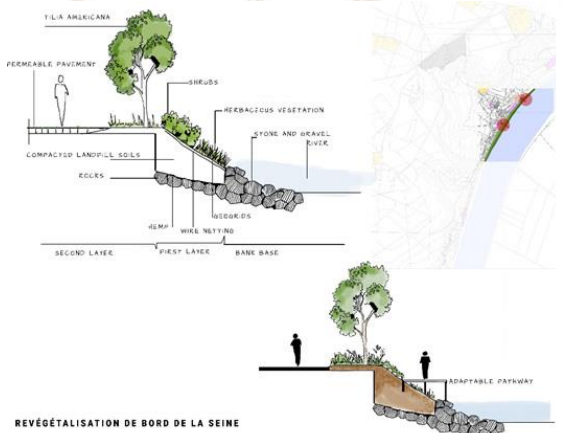 TILIA AMERICANA
PERMEABLE PAVEMENT
SHRUBS
HERBACEOUS VEGETATION
STONE AND GRAVEL
RIVER
COMPACTED LANDFILL SOILS
ROCKS
GEOGRIDS
HEMP
WIRE NETTING
SECOND LAYER
FIRST LAYER
BANK BASE
ADAPTABLE PATHWAY
REVÉGÉTALISATION DE BORD DE LA SEINE